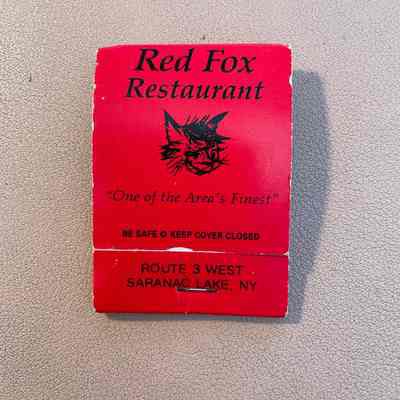 Red Fox
Restaurant
"One of the Area's Finest"
BE SAFE © KEEP COVER CLOSED
ROUTE 3 WEST
SARANAC LAKE, NY